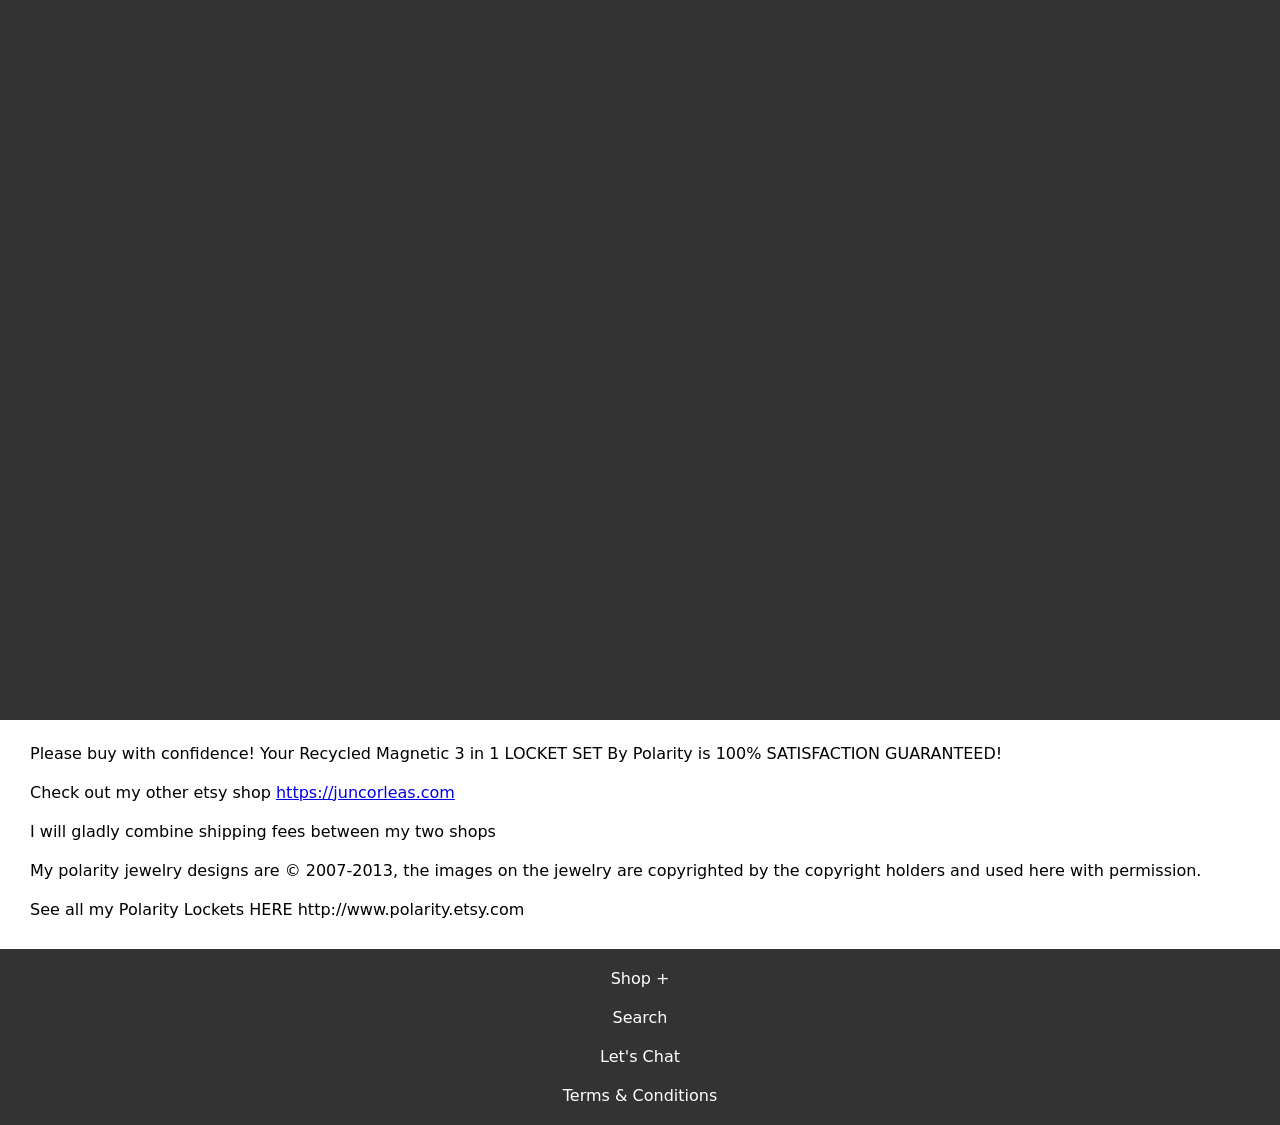 Please buy with confidence! Your Recycled Magnetic 3 in 1 LOCKET SET By Polarity is 100% SATISFACTION GUARANTEED!
Check out my other etsy shop https://juncorleas.com
I will gladly combine shipping fees between my two shops
My polarity jewelry designs are © 2007-2013, the images on the jewelry are copyrighted by the copyright holders and used here with permission.
See all my Polarity Lockets HERE http://www.polarity.etsy.com
Shop +
Search
Let's Chat
Terms & Conditions